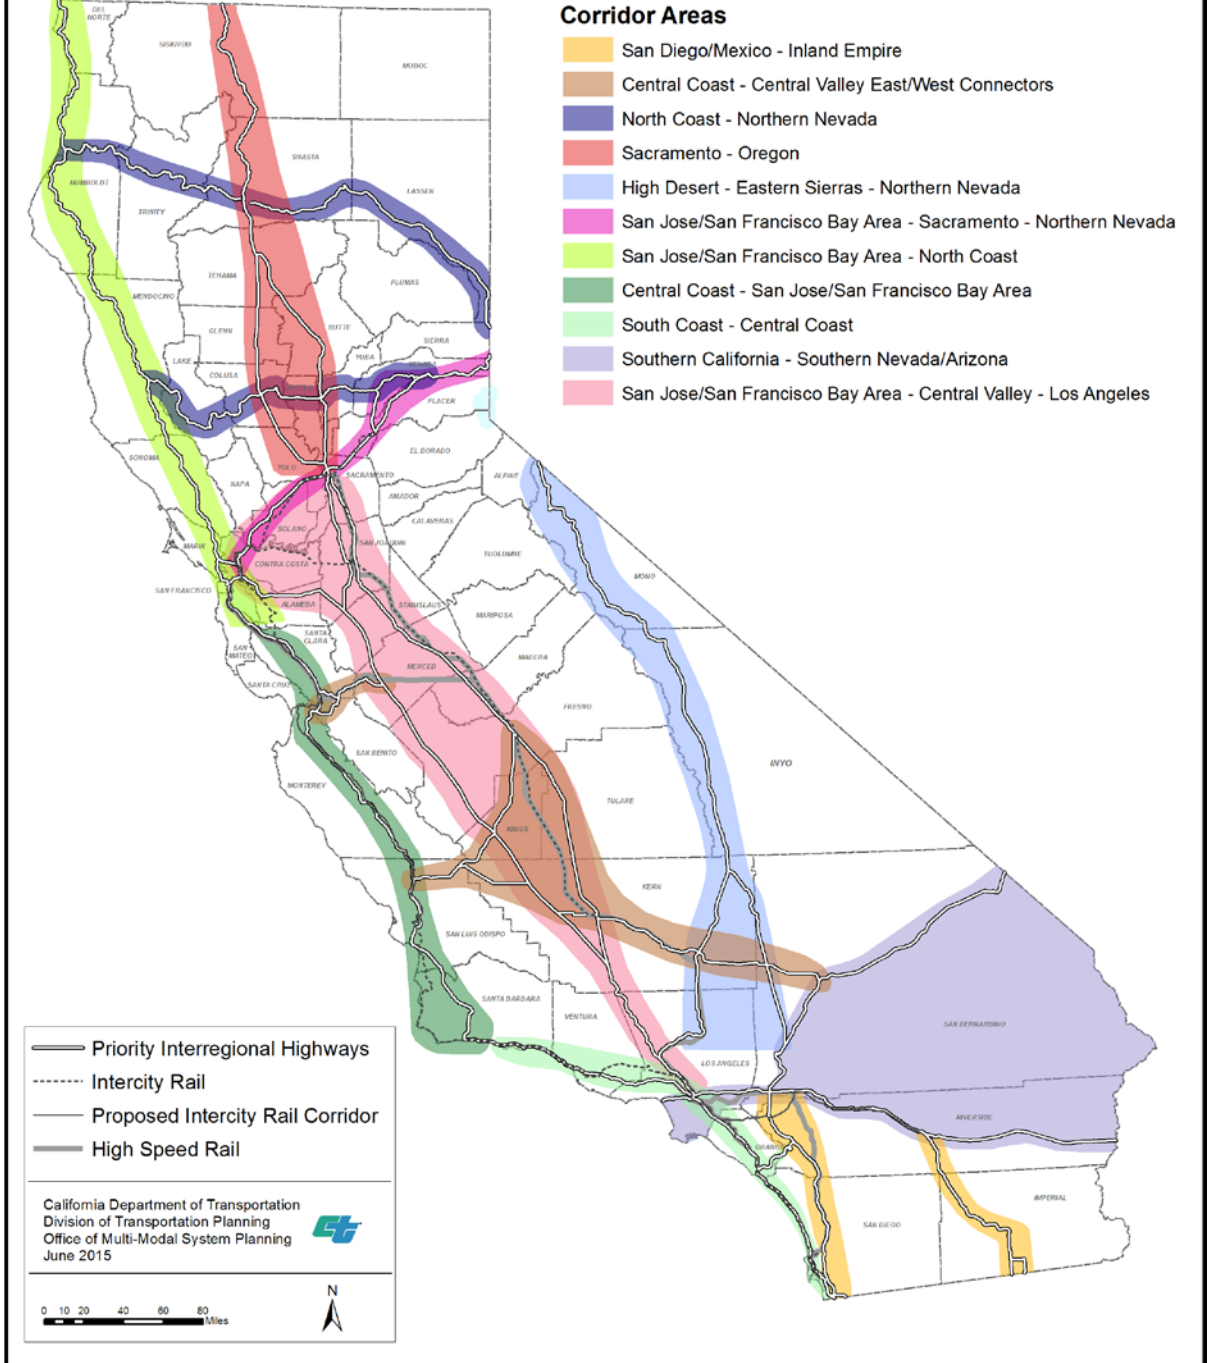 Corridor Areas
San Diego/Mexico - Inland Empire
Central Coast - Central Valley East/West Connectors
North Coast - Northern Nevada
Sacramento - Oregon
High Desert - Eastern Sierras - Northern Nevada
San Jose/San Francisco Bay Area - Sacramento - Northern Nevada
San Jose/San Francisco Bay Area - North Coast
Central Coast - San Jose/San Francisco Bay Area
South Coast - Central Coast
Southern California - Southern Nevada/Arizona
San Jose/San Francisco Bay Area - Central Valley - Los Angeles
DEL
NORTE
SISKIYOU
MODOC
SHASTA
LASSEN
HUMBOLDT
TRINITY
TEHAMA
PLUMAS
MENDOCINO
GLENN
BUTTE
SIERRA
YUBA
LAKE
COLUSA
NEVADA
PLACER
SONOMA
NAPA
YOLO
EL DORADO
SACRAMENTO
ALPINE
AMADOR
CALAVERAS
SOLANO
MARIN
SAN JOAQUIN
TUOLUMNE
CONTRA COSTA
MONO
SAN FRANCISCO
ALAMEDA
STANISLAUS
MARIPOSA
SANTA
CLARA
SAN
MATEO
MERCED
MADERA
SANTA CRUZ
FRESNO
SAN BENITO
INYO
MONTEREY
TULARE
KINGS
KERN
SAN LUIS OBISPO
SANTA BARBARA
VENTURA
SAN BERNARDINO
LOS ANGELES
RIVERSIDE
ORANGE
IMPERIAL
SAN DIEGO
Priority Interregional Highways
Intercity Rail
Proposed Intercity Rail Corridor
High Speed Rail
California Department of Transportation
Division of Transportation Planning
Office of Multi-Modal System Planning
June 2015
ct
N
0 10 20 40 60 80
Miles